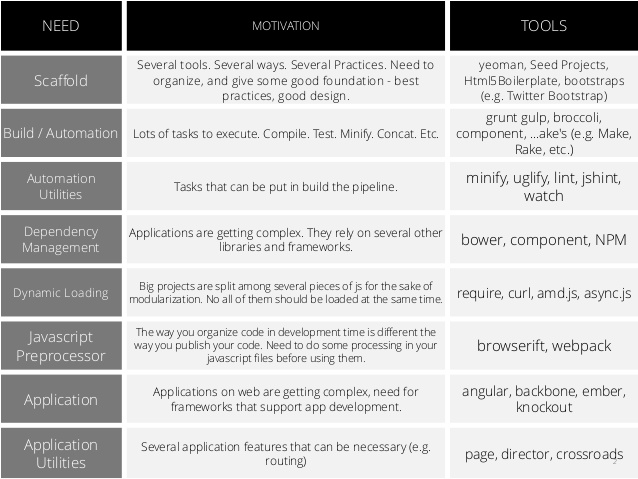 NEED
MOTIVATION
TOOLS
Scaffold
Several tools. Several ways. Several Practices. Need to
organize, and give some good foundation - best
practices, good design.
yeoman, Seed Projects,
Html5Boilerplate, bootstraps
(e.g. Twitter Bootstrap)
Build / Automation
Lots of tasks to execute. Compile. Test. Minify. Concat. Etc.
grunt gulp, broccoli,
component, ...ake's (e.g. Make,
Rake, etc.)
Automation
Utilities
Tasks that can be put in build the pipeline.
minify, uglify, lint, jshint,
watch
Dependency
Management
Applications are getting complex. They rely on several other
libraries and frameworks.
bower, component, NPM
Dynamic Loading
Big projects are split among several pieces of js for the sake of
modularization. No all of them should be loaded at the same time.
require, curl, amd.js, async.js
Javascript
Preprocessor
The way you organize code in development time is different the
way you publish your code. Need to do some processing in your
javascript files before using them.
browserift, webpack
Application
Applications on web are getting complex, need for
frameworks that support app development.
angular, backbone, ember,
knockout
Application
Utilities
Several application features that can be necessary (e.g.
routing)
page, director, crossroads